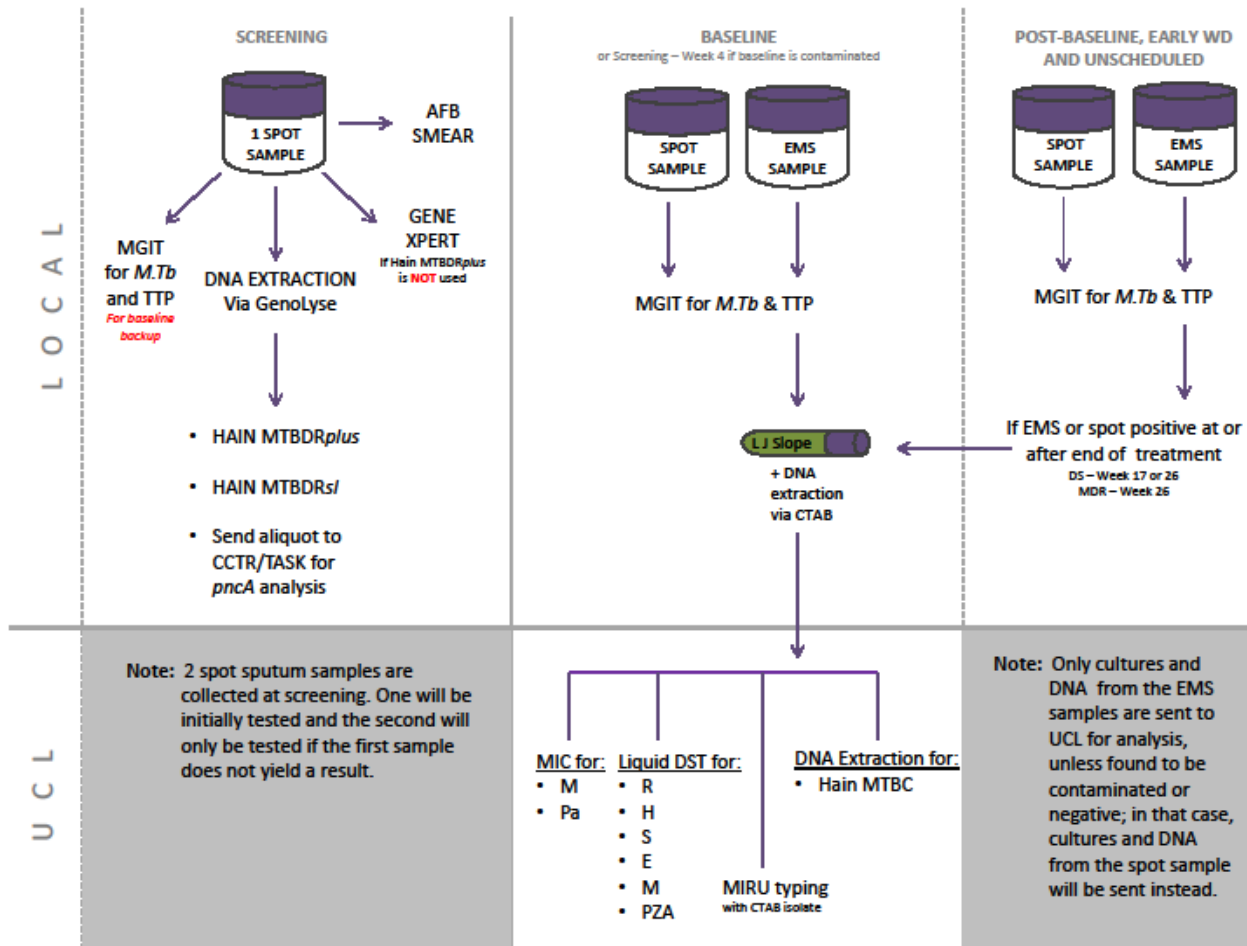 SCREENING
1 SPOT
SAMPLE
AFB
SMEAR
MGIT
for M.Tb
and TTP
For baseline
backup
DNA EXTRACTION
Via GenoLyse
GENE
XPERT
If Hain MTBDRplus
is NOT used
• HAIN MTBDRplus
• HAIN MTBDRsl
• Send aliquot to
CCTR/TASK for
pncA analysis
BASELINE
or Screening – Week 4 if baseline is contaminated
SPOT
SAMPLE
EMS
SAMPLE
MGIT for M.Tb & TTP
L J Slope
+ DNA
extraction
via CTAB
POST-BASELINE, EARLY WD
AND UNSCHEDULED
SPOT
SAMPLE
EMS
SAMPLE
MGIT for M.Tb & TTP
If EMS or spot positive at or
after end of treatment
DS – Week 17 or 26
MDR – Week 26
LOCAL
UCL
Note: 2 spot sputum samples are
collected at screening. One will be
initially tested and the second will
only be tested if the first sample
does not yield a result.
MIC for:
• M
• Pa
Liquid DST for:
• R
• H
• S
• E
• M
• PZA
MIRU typing
with CTAB isolate
DNA Extraction for:
• Hain MTBC
Note: Only cultures and
DNA from the EMS
samples are sent to
UCL for analysis,
unless found to be
contaminated or
negative; in that case,
cultures and DNA
from the spot sample
will be sent instead.